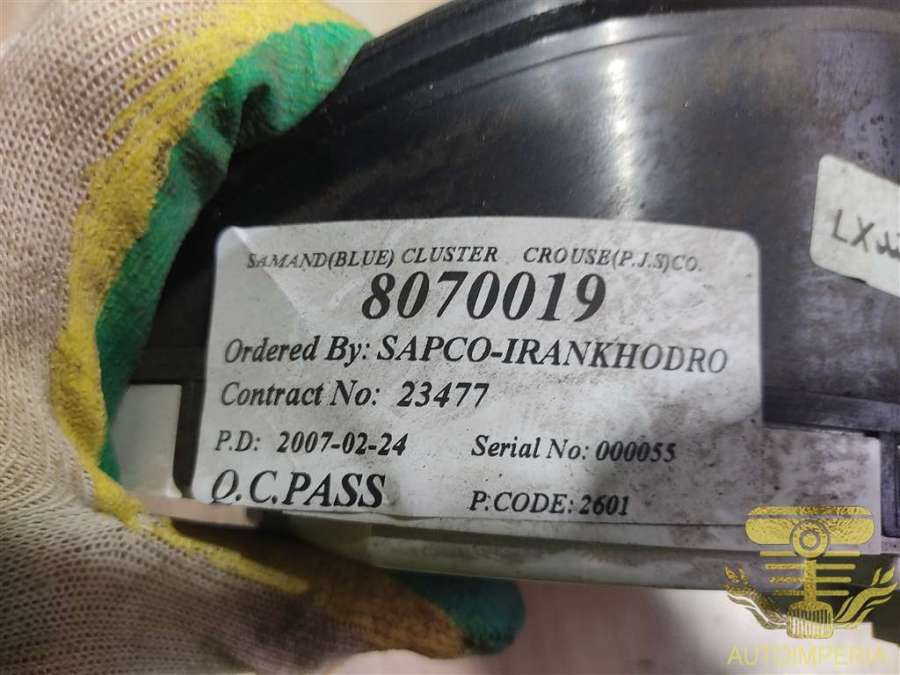 SAMAND(BLUE) CLUSTER CROUSE(P.J.S)CO.
8070019
Ordered By: SAPCO-IRANKHODRO
Contract No: 23477
P.D: 2007-02-24 Serial No: 000055
Q.C.PASS P.CODE: 2601
LX
AUTOIMPERIA